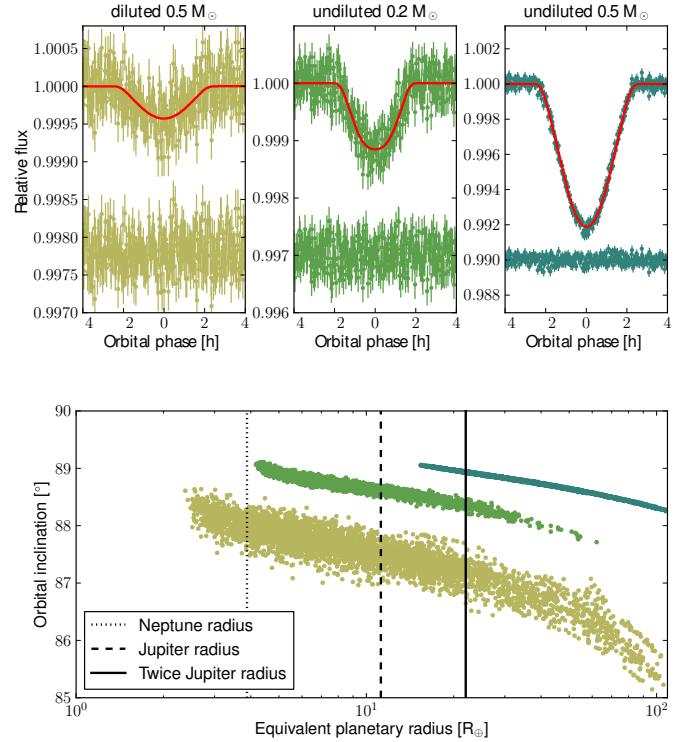 diluted 0.5 M⊙
undiluted 0.2 M⊙
undiluted 0.5 M⊙
Relative flux
1.0005
1.0000
0.9995
0.9990
0.9985
0.9980
0.9975
0.9970
4 2 0 2 4
Orbital phase [h]
1.000
0.999
0.998
0.997
0.996
4 2 0 2 4
Orbital phase [h]
1.002
1.000
0.998
0.996
0.994
0.992
0.990
0.988
4 2 0 2 4
Orbital phase [h]
Orbital inclination [°]
90
89
88
87
86
85
Neptune radius
Jupiter radius
Twice Jupiter radius
10⁰ 10¹ 10²
Equivalent planetary radius [R⊕]